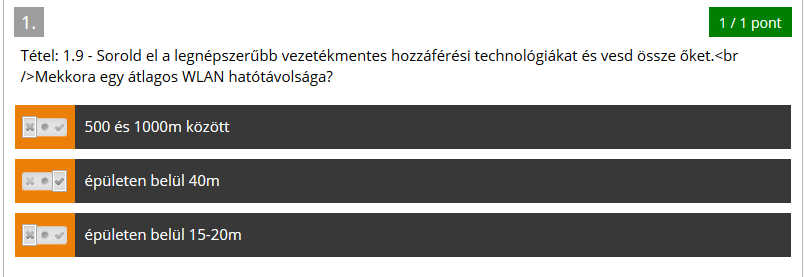 1.
1 / 1 pont
Tétel: 1.9 - Sorold el a legnépszerűbb vezetékmentes hozzáférési technológiákat és vesd össze őket.<br
/>Mekkora egy átlagos WLAN hatótávolsága?
500 és 1000m között
épületen belül 40m
épületen belül 15-20m